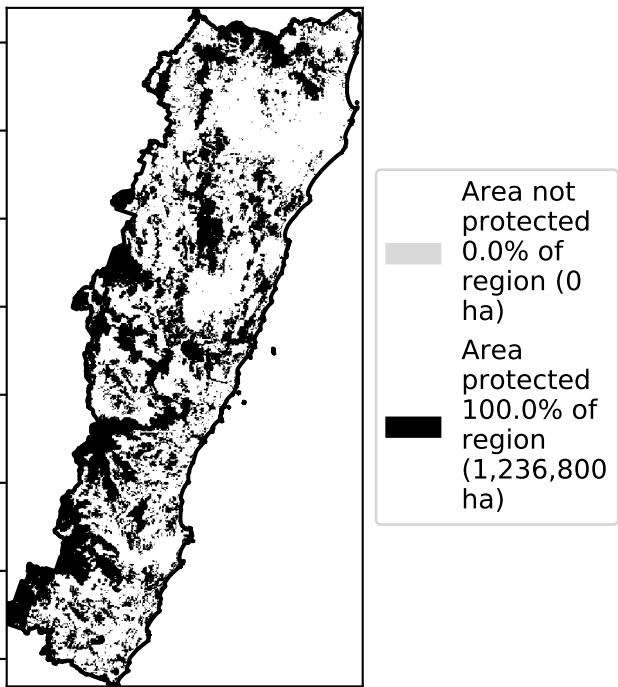 Area not
protected
0.0% of
region (0
ha)
Area
protected
100.0% of
region
(1,236,800
ha)